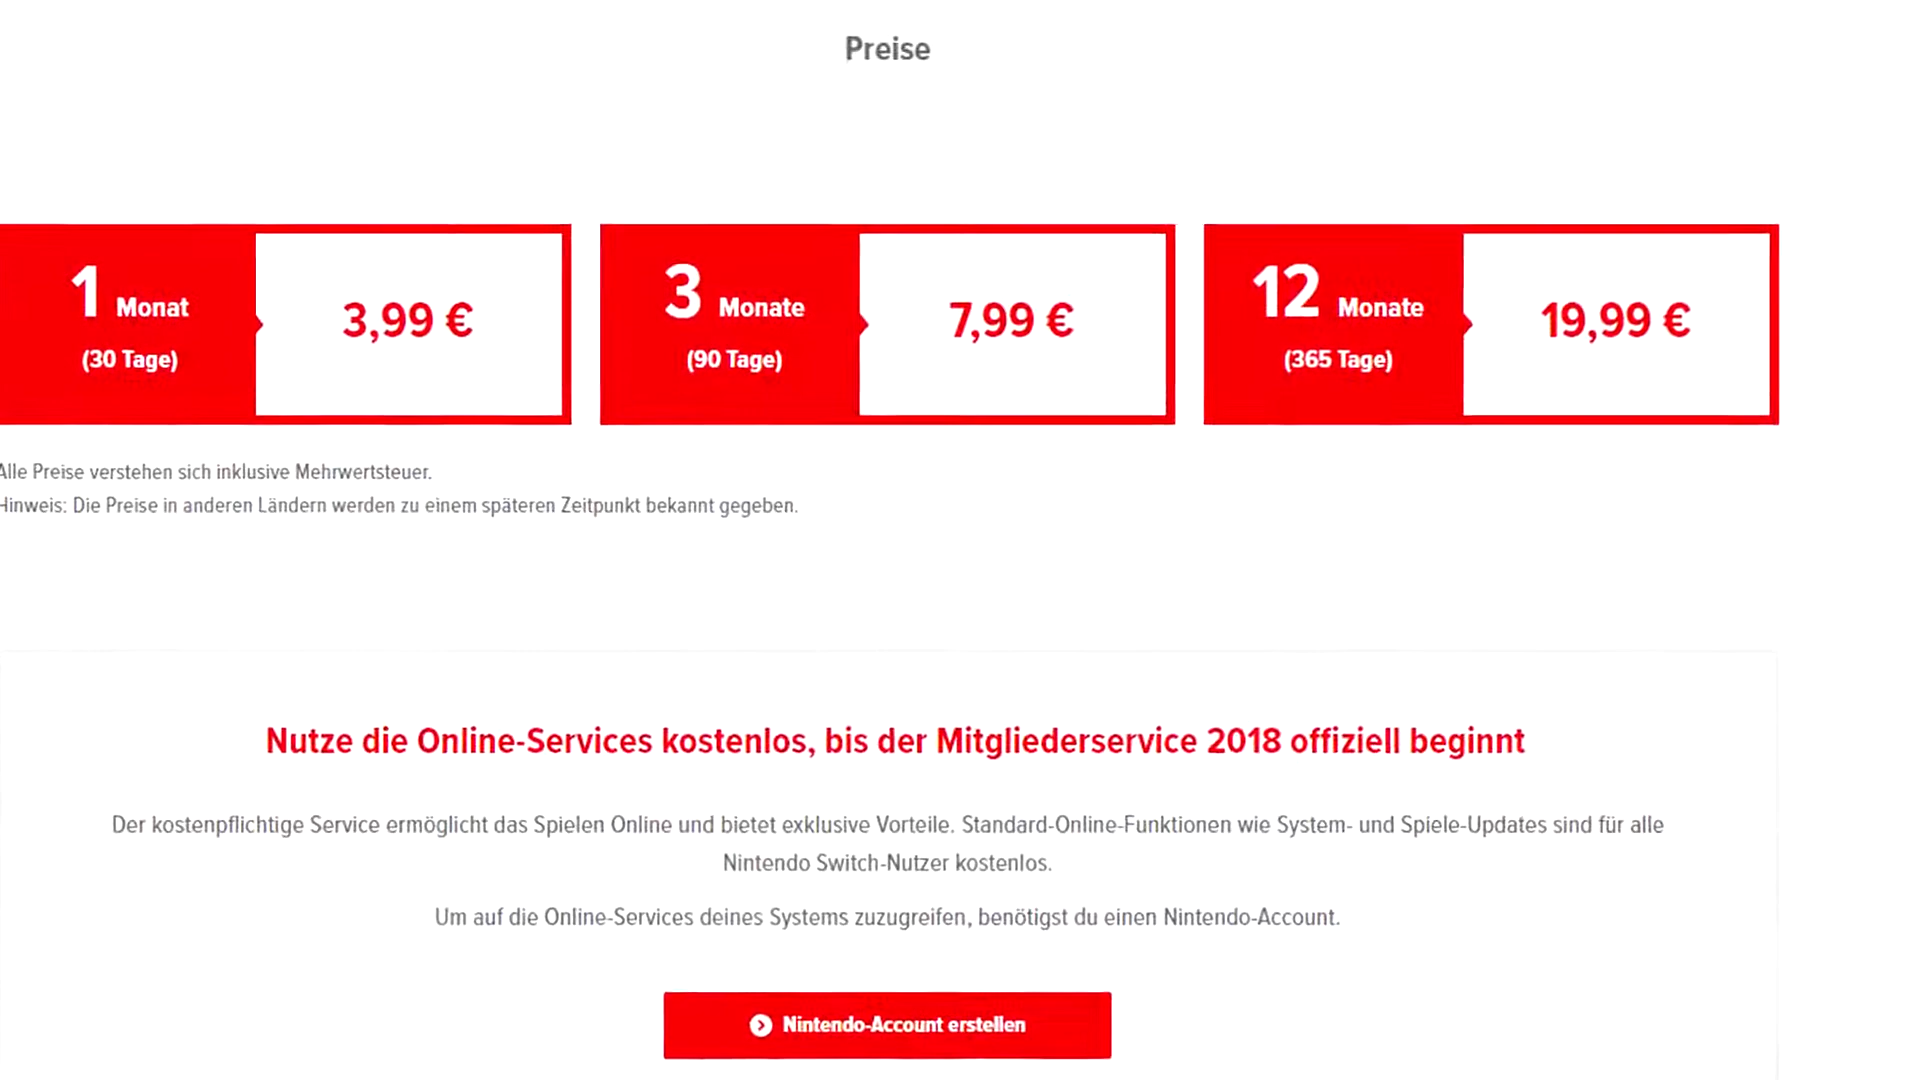 Preise
1 Monat
(30 Tage)
3,99 €
3 Monate
(90 Tage)
7,99 €
12 Monate
(365 Tage)
19,99 €
Alle Preise verstehen sich inklusive Mehrwertsteuer.
Hinweis: Die Preise in anderen Ländern werden zu einem späteren Zeitpunkt bekannt gegeben.
Nutze die Online-Services kostenlos, bis der Mitgliederservice 2018 offiziell beginnt
Der kostenpflichtige Service ermöglicht das Spielen Online und bietet exklusive Vorteile. Standard-Online-Funktionen wie System- und Spiele-Updates sind für alle
Nintendo Switch-Nutzer kostenlos.
Um auf die Online-Services deines Systems zuzugreifen, benötigst du einen Nintendo-Account.
Nintendo-Account erstellen